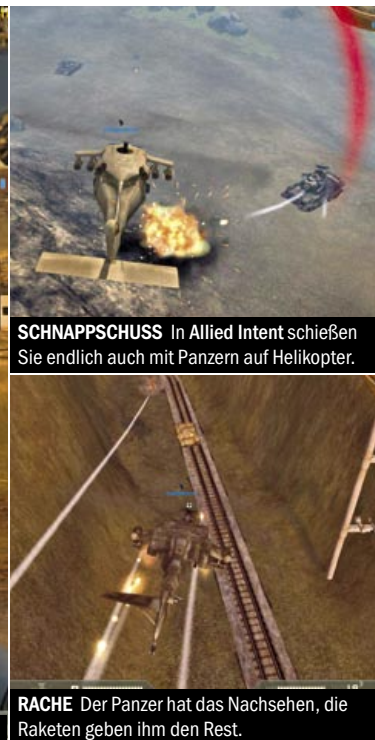 SCHNAPPSCHUSS In Allied Intent schießen
Sie endlich auch mit Panzern auf Helikopter.
RACHE Der Panzer hat das Nachsehen, die
Raketen geben ihm den Rest.